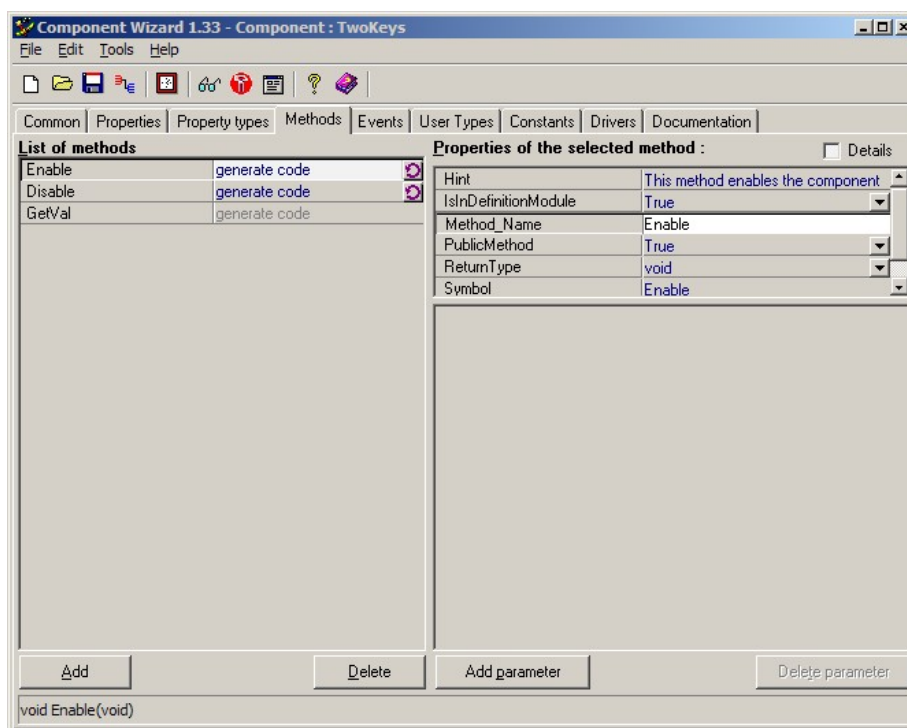 Component Wizard 1.33 - Component : TwoKeys
File Edit Tools Help
Common Properties Property types Methods Events User Types Constants Drivers Documentation
List of methods
Enable generate code
Disable generate code
GetVal generate code
Properties of the selected method : Details
Hint This method enables the component
IsInDefinitionModule True
Method_Name Enable
PublicMethod True
ReturnType void
Symbol Enable
Add Delete Add parameter Delete parameter
void Enable(void)